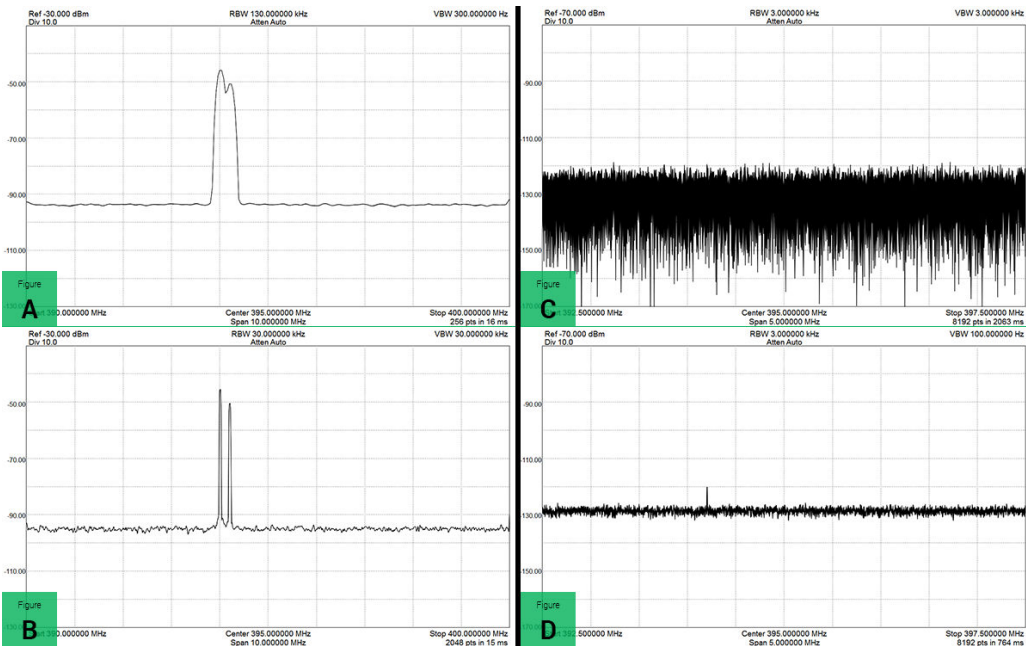 Ref -30.000 dBm RBW 130.000000 kHz VBW 300.000000 Hz
Div 10.0 Atten Auto
-50.00
-70.00
-90.00
-110.00
Figure
A
390.000000 MHz Center 395.000000 MHz Stop 400.000000 MHz
Span 10.000000 MHz 256 pts in 16 ms
Ref -30.000 dBm RBW 30.000000 kHz VBW 30.000000 kHz
Div 10.0 Atten Auto
-50.00
-70.00
-90.00
-110.00
Figure
B
390.000000 MHz Center 395.000000 MHz Stop 400.000000 MHz
Span 10.000000 MHz 2048 pts in 15 ms
Ref -70.000 dBm RBW 3.000000 kHz VBW 3.000000 kHz
Div 10.0 Atten Auto
-90.00
-110.00
-130.00
-150.00
Figure
C
Center 395.000000 MHz Stop 397.500000 MHz
Span 5.000000 MHz 8192 pts in 2063 ms
Ref -70.000 dBm RBW 3.000000 kHz VBW 100.000000 Hz
Div 10.0 Atten Auto
-90.00
-110.00
-130.00
-150.00
Figure
D
Center 395.000000 MHz Stop 397.500000 MHz
Span 5.000000 MHz 8192 pts in 764 ms